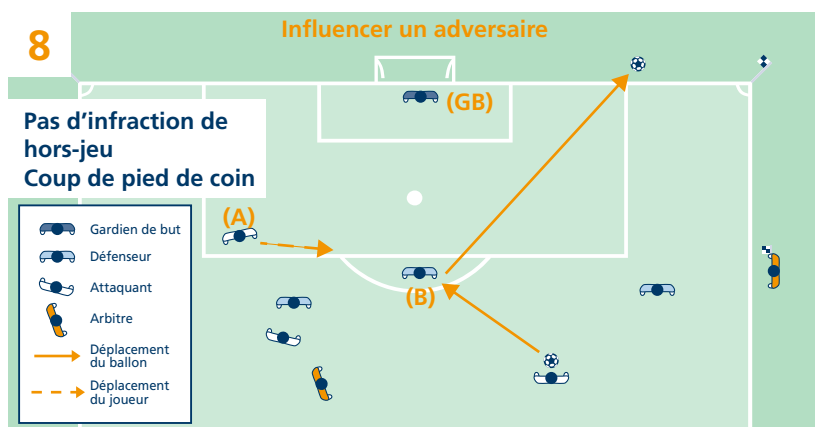 8
Influencer un adversaire
(GB)
Pas d'infraction de
hors-jeu
Coup de pied de coin
(A)
(B)
Gardien de but
Défenseur
Attaquant
Arbitre
Déplacement
du ballon
Déplacement
du joueur